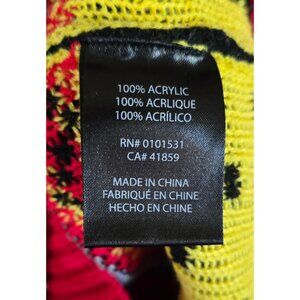 100% ACRYLIC
100% ACRLIQUE
100% ACRÍLICO
RN# 0101531
CA# 41859
MADE IN CHINA
FABRIQUÉ EN CHINE
HECHO EN CHINE